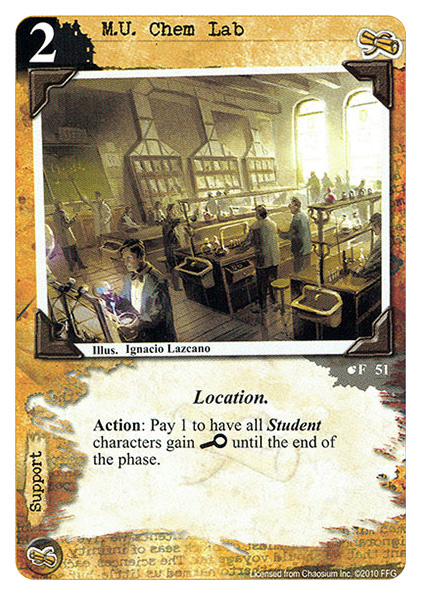 2
M.U. Chem Lab
Illus. Ignacio Lazcano
F 51
Location.
Action: Pay 1 to have all Student
characters gain until the end of
the phase.
Support
Licensed from Chaosium Inc. ©2010 FFG